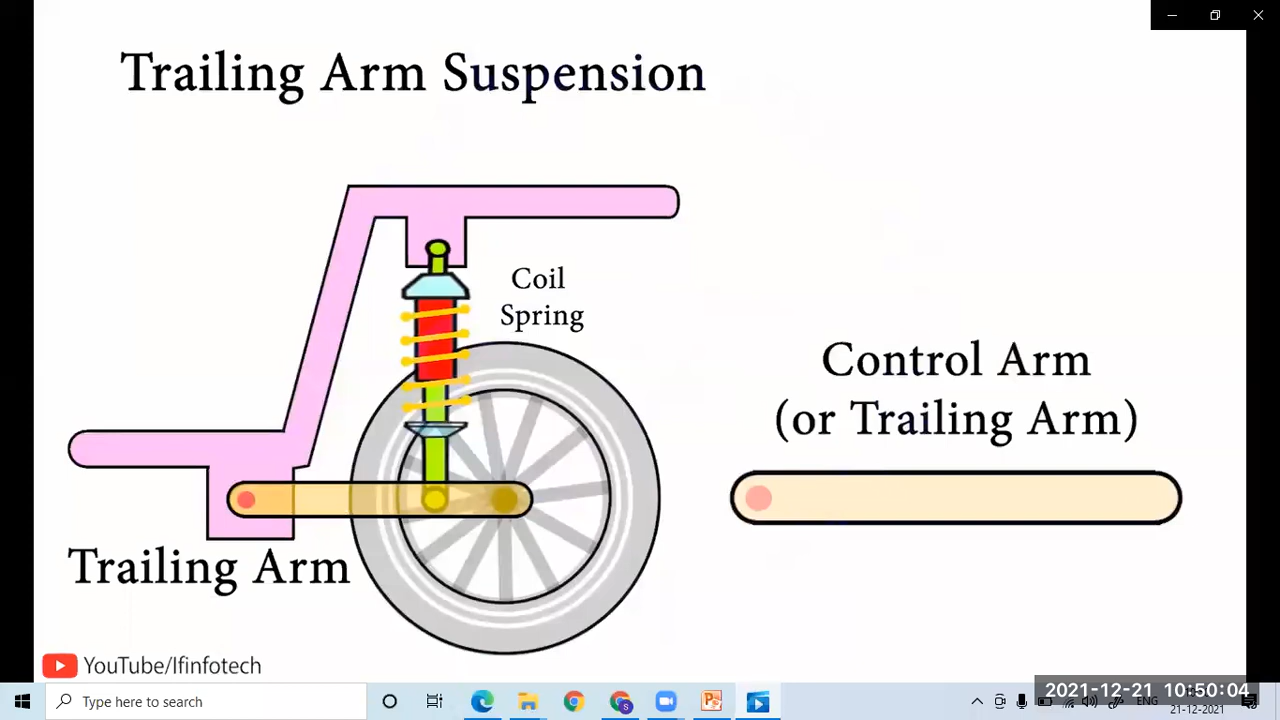 Trailing Arm Suspension
Coil
Spring
Control Arm
(or Trailing Arm)
Trailing Arm
YouTube/lfinfotech
Type here to search
ENG
2021-12-21 10:50:04
21-12-2021